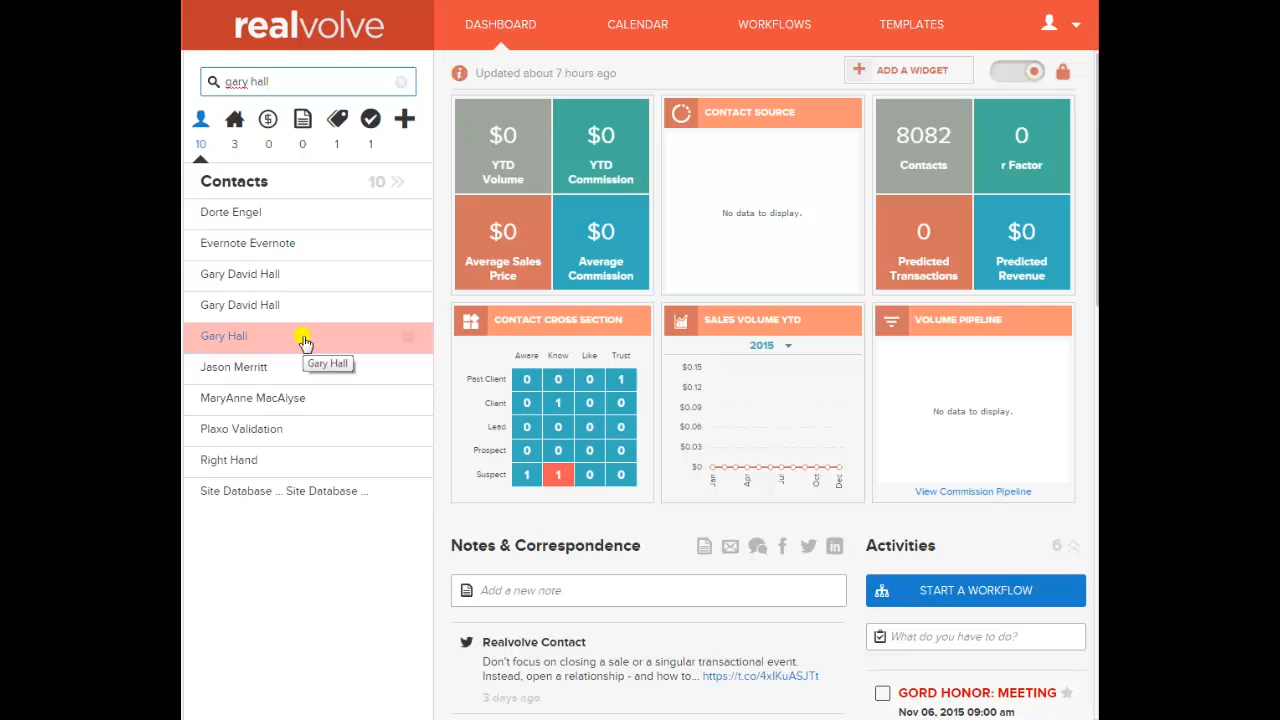 realvolve
DASHBOARD
CALENDAR
WORKFLOWS
TEMPLATES
gary hall
10
3
0
0
1
1
Contacts
10
Dorte Engel
Evernote Evernote
Gary David Hall
Gary David Hall
Gary Hall
Gary Hall
Jason Merritt
MaryAnne MacAlyse
Plaxo Validation
Right Hand
Site Database ... Site Database ...
Updated about 7 hours ago
ADD A WIDGET
$0
YTD
Volume
$0
YTD
Commission
$0
Average Sales
Price
$0
Average
Commission
CONTACT SOURCE
No data to display.
8082
Contacts
0
r Factor
0
Predicted
Transactions
$0
Predicted
Revenue
CONTACT CROSS SECTION
Aware Know Like Trust
Past Client 0 0 0 1
Client 0 1 0 0
Lead 0 0 0 0
Prospect 0 0 0 0
Suspect 1 1 0 0
SALES VOLUME YTD
2015
$0.15
$0.12
$0.09
$0.06
$0.03
$0
Jan Apr Jul Oct Dec
VOLUME PIPELINE
No data to display.
View Commission Pipeline
Notes & Correspondence
Add a new note
Realvolve Contact
Don't focus on closing a sale or a singular transactional event.
Instead, open a relationship - and how to... https://t.co/4xIKuASJTt
3 days ago
Activities
6
START A WORKFLOW
What do you have to do?
GORD HONOR: MEETING
Nov 06, 2015 09:00 am